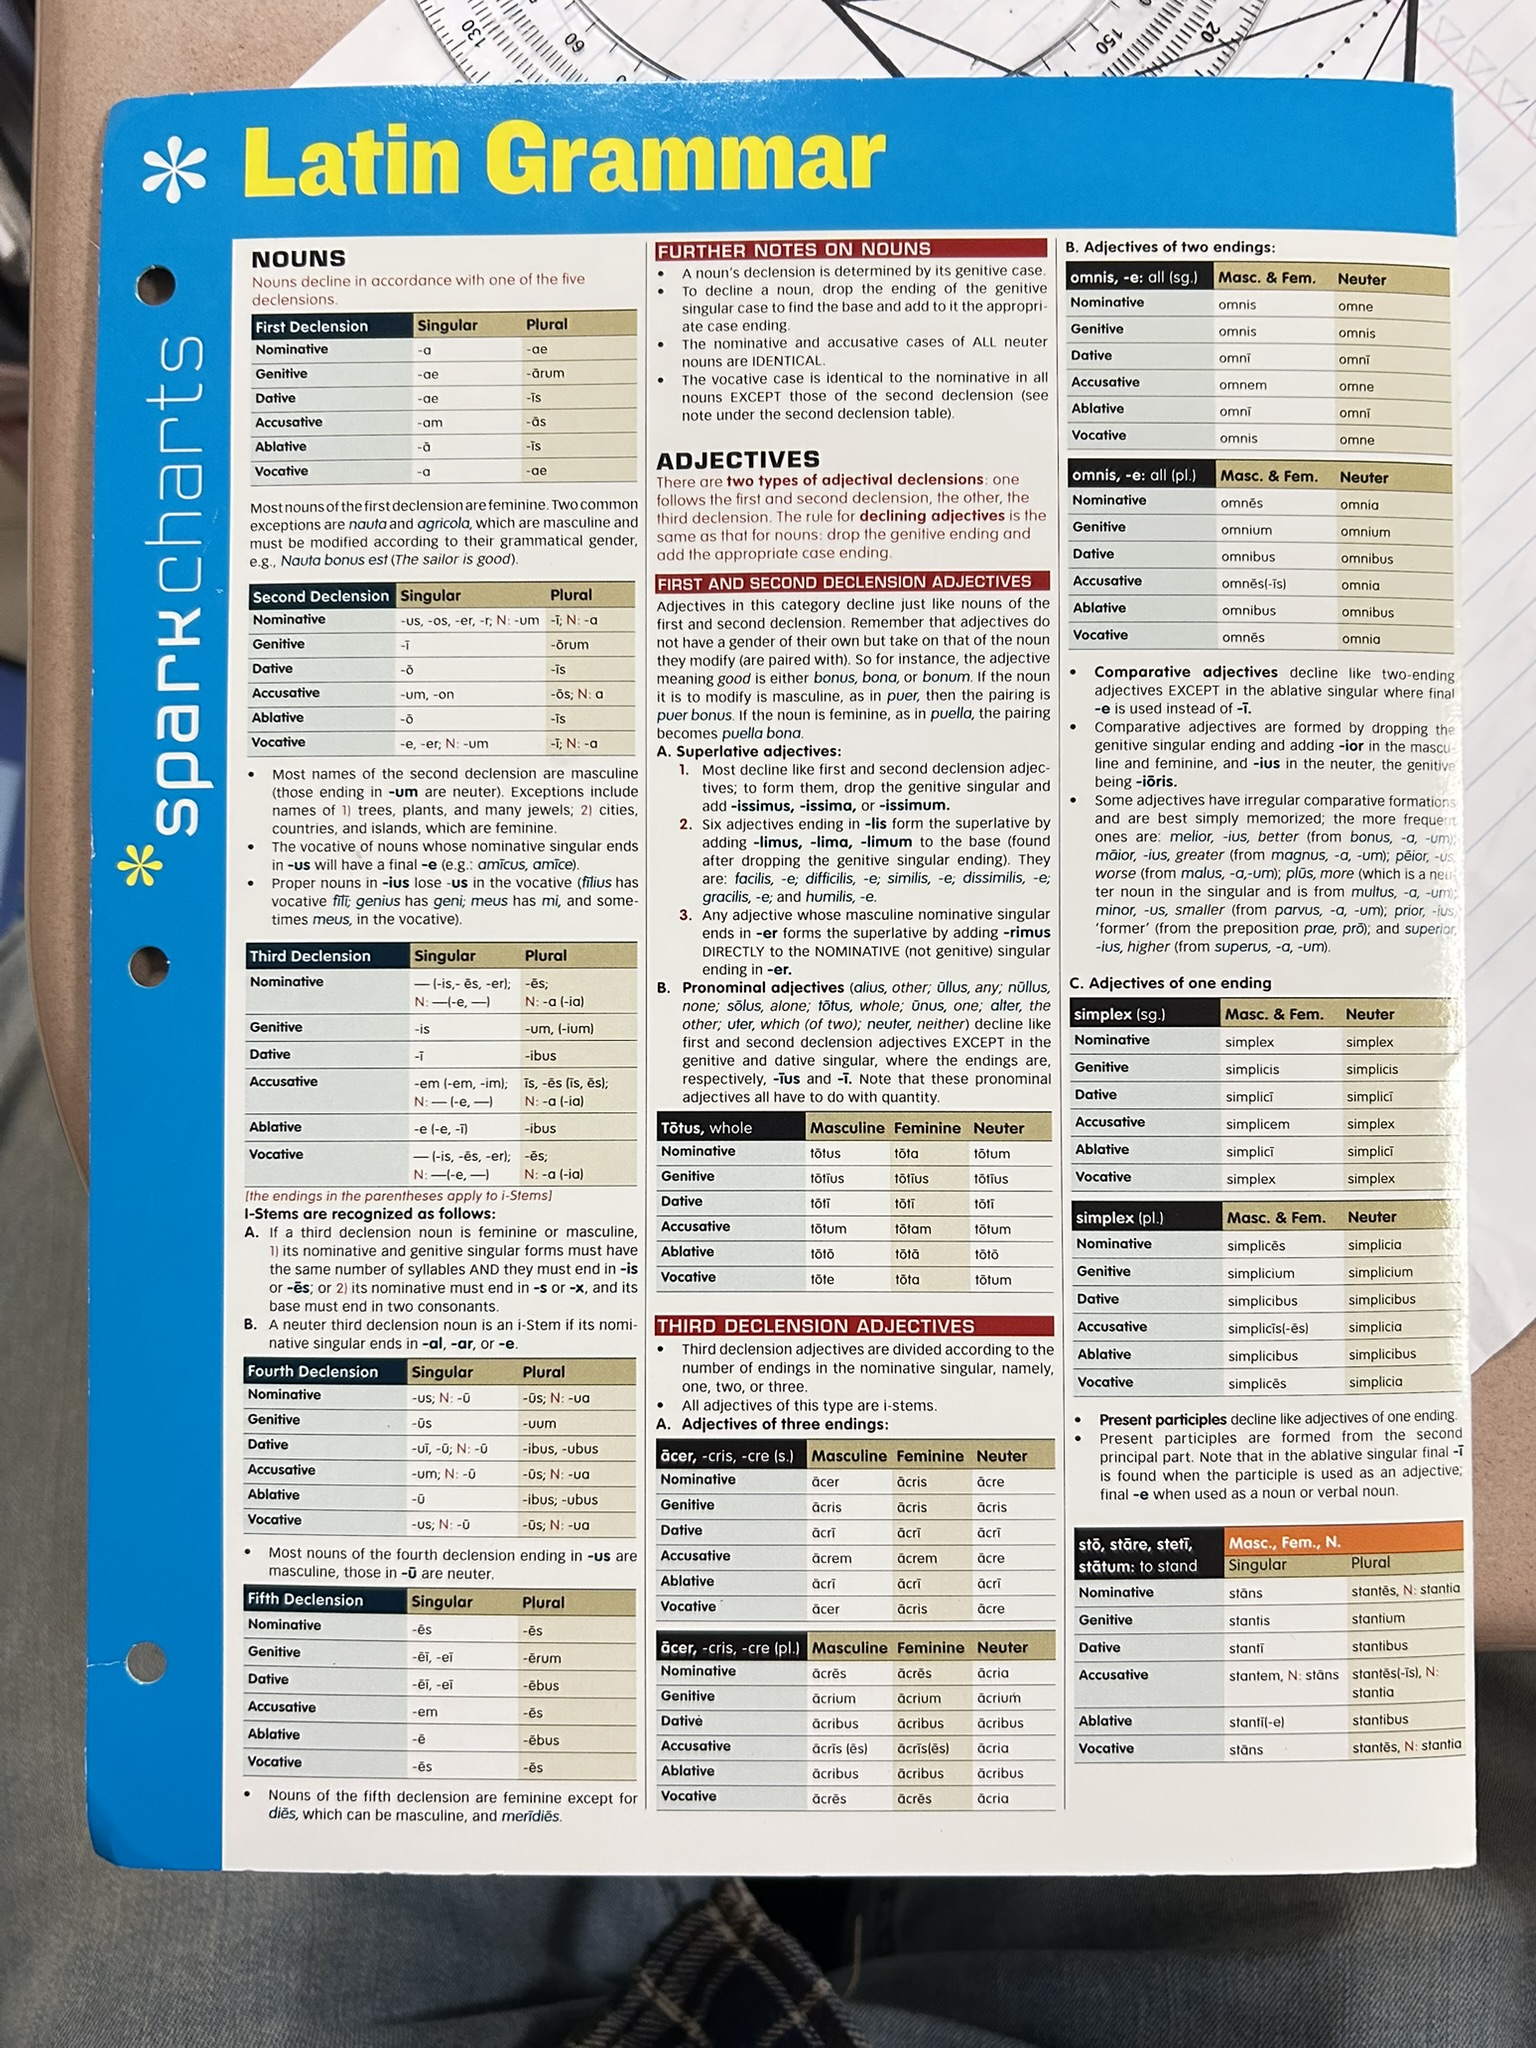 130
60
150
20
Latin Grammar
sparkcharts
NOUNS
Nouns decline in accordance with one of the five
declensions.
First Declension Singular Plural
Nominative -a -ae
Genitive -ae -ārum
Dative -ae -īs
Accusative -am -ās
Ablative -ā -īs
Vocative -a -ae
Most nouns of the first declension are feminine. Two common
exceptions are nauta and agricola, which are masculine and
must be modified according to their grammatical gender,
e.g., Nauta bonus est (The sailor is good).
Second Declension Singular Plural
Nominative -us, -os, -er, -r; N: -um -ī; N: -a
Genitive -ī -ōrum
Dative -ō -īs
Accusative -um, -on -ōs; N: a
Ablative -ō -īs
Vocative -e, -er; N: -um -ī; N: -a
• Most names of the second declension are masculine
(those ending in -um are neuter). Exceptions include
names of 1) trees, plants, and many jewels; 2) cities,
countries, and islands, which are feminine.
• The vocative of nouns whose nominative singular ends
in -us will have a final -e (e.g.: amīcus, amīce).
• Proper nouns in -ius lose -us in the vocative (fīlius has
vocative fīlī; genius has geni; meus has mi, and some-
times meus, in the vocative).
Third Declension Singular Plural
Nominative — (-is,- ēs, -er); -ēs;
N: —(-e, —) N: -a (-ia)
Genitive -is -um, (-ium)
Dative -ī -ibus
Accusative -em (-em, -im); īs, -ēs (īs, ēs);
N: — (-e, —) N: -a (-ia)
Ablative -e (-e, -ī) -ibus
Vocative — (-is, -ēs, -er); -ēs;
N: —(-e, —) N: -a (-ia)
[the endings in the parentheses apply to i-Stems]
I-Stems are recognized as follows:
A. If a third declension noun is feminine or masculine,
1) its nominative and genitive singular forms must have
the same number of syllables AND they must end in -is
or -ēs; or 2) its nominative must end in -s or -x, and its
base must end in two consonants.
B. A neuter third declension noun is an i-Stem if its nomi-
native singular ends in -al, -ar, or -e.
Fourth Declension Singular Plural
Nominative -us; N: -ū -ūs; N: -ua
Genitive -ūs -uum
Dative -uī, -ū; N: -ū -ibus, -ubus
Accusative -um; N: -ū -ūs; N: -ua
Ablative -ū -ibus; -ubus
Vocative -us; N: -ū -ūs; N: -ua
• Most nouns of the fourth declension ending in -us are
masculine, those in -ū are neuter.
Fifth Declension Singular Plural
Nominative -ēs -ēs
Genitive -ēī, -eī -ērum
Dative -ēī, -eī -ēbus
Accusative -em -ēs
Ablative -ē -ēbus
Vocative -ēs -ēs
• Nouns of the fifth declension are feminine except for
diēs, which can be masculine, and merīdiēs.
FURTHER NOTES ON NOUNS
• A noun's declension is determined by its genitive case.
• To decline a noun, drop the ending of the genitive
singular case to find the base and add to it the appropri-
ate case ending.
• The nominative and accusative cases of ALL neuter
nouns are IDENTICAL.
• The vocative case is identical to the nominative in all
nouns EXCEPT those of the second declension (see
note under the second declension table).
ADJECTIVES
There are two types of adjectival declensions: one
follows the first and second declension, the other, the
third declension. The rule for declining adjectives is the
same as that for nouns: drop the genitive ending and
add the appropriate case ending.
FIRST AND SECOND DECLENSION ADJECTIVES
Adjectives in this category decline just like nouns of the
first and second declension. Remember that adjectives do
not have a gender of their own but take on that of the noun
they modify (are paired with). So for instance, the adjective
meaning good is either bonus, bona, or bonum. If the noun
it is to modify is masculine, as in puer, then the pairing is
puer bonus. If the noun is feminine, as in puella, the pairing
becomes puella bona.
A. Superlative adjectives:
1. Most decline like first and second declension adjec-
tives; to form them, drop the genitive singular and
add -issimus, -issima, or -issimum.
2. Six adjectives ending in -lis form the superlative by
adding -limus, -lima, -limum to the base (found
after dropping the genitive singular ending). They
are: facilis, -e; difficilis, -e; similis, -e; dissimilis, -e;
gracilis, -e; and humilis, -e.
3. Any adjective whose masculine nominative singular
ends in -er forms the superlative by adding -rimus
DIRECTLY to the NOMINATIVE (not genitive) singular
ending in -er.
B. Pronominal adjectives (alius, other; ūllus, any; nūllus,
none; sōlus, alone; tōtus, whole; ūnus, one; alter, the
other; uter, which (of two); neuter, neither) decline like
first and second declension adjectives EXCEPT in the
genitive and dative singular, where the endings are,
respectively, -īus and -ī. Note that these pronominal
adjectives all have to do with quantity.
Tōtus, whole Masculine Feminine Neuter
Nominative tōtus tōta tōtum
Genitive tōtīus tōtīus tōtīus
Dative tōtī tōtī tōtī
Accusative tōtum tōtam tōtum
Ablative tōtō tōtā tōtō
Vocative tōte tōta tōtum
THIRD DECLENSION ADJECTIVES
• Third declension adjectives are divided according to the
number of endings in the nominative singular, namely,
one, two, or three.
• All adjectives of this type are i-stems.
A. Adjectives of three endings:
ācer, -cris, -cre (s.) Masculine Feminine Neuter
Nominative ācer ācris ācre
Genitive ācris ācris ācris
Dative ācrī ācrī ācrī
Accusative ācrem ācrem ācre
Ablative ācrī ācrī ācrī
Vocative ācer ācris ācre
ācer, -cris, -cre (pl.) Masculine Feminine Neuter
Nominative ācrēs ācrēs ācria
Genitive ācrium ācrium ācrium
Dative ācribus ācribus ācribus
Accusative ācrīs (ēs) ācrīs(ēs) ācria
Ablative ācribus ācribus ācribus
Vocative ācrēs ācrēs ācria
B. Adjectives of two endings:
omnis, -e: all (sg.) Masc. & Fem. Neuter
Nominative omnis omne
Genitive omnis omnis
Dative omnī omnī
Accusative omnem omne
Ablative omnī omnī
Vocative omnis omne
omnis, -e: all (pl.) Masc. & Fem. Neuter
Nominative omnēs omnia
Genitive omnium omnium
Dative omnibus omnibus
Accusative omnēs(-īs) omnia
Ablative omnibus omnibus
Vocative omnēs omnia
• Comparative adjectives decline like two-ending
adjectives EXCEPT in the ablative singular where final
-e is used instead of -ī.
• Comparative adjectives are formed by dropping the
genitive singular ending and adding -ior in the mascu-
line and feminine, and -ius in the neuter, the genitive
being -iōris.
• Some adjectives have irregular comparative formations
and are best simply memorized; the more frequent
ones are: melior, -ius, better (from bonus, -a, -um);
māior, -ius, greater (from magnus, -a, -um); pēior, -us,
worse (from malus, -a,-um); plūs, more (which is a neu-
ter noun in the singular and is from multus, -a, -um);
minor, -us, smaller (from parvus, -a, -um); prior, -ius,
'former' (from the preposition prae, prō); and superior,
-ius, higher (from superus, -a, -um).
C. Adjectives of one ending
simplex (sg.) Masc. & Fem. Neuter
Nominative simplex simplex
Genitive simplicis simplicis
Dative simplicī simplicī
Accusative simplicem simplex
Ablative simplicī simplicī
Vocative simplex simplex
simplex (pl.) Masc. & Fem. Neuter
Nominative simplicēs simplicia
Genitive simplicium simplicium
Dative simplicibus simplicibus
Accusative simplicīs(-ēs) simplicia
Ablative simplicibus simplicibus
Vocative simplicēs simplicia
• Present participles decline like adjectives of one ending.
• Present participles are formed from the second
principal part. Note that in the ablative singular final -ī
is found when the participle is used as an adjective;
final -e when used as a noun or verbal noun.
stō, stāre, stetī, Masc., Fem., N.
stātum: to stand Singular Plural
Nominative stāns stantēs, N: stantia
Genitive stantis stantium
Dative stantī stantibus
Accusative stantem, N: stāns stantēs(-īs), N:
stantia
Ablative stantī(-e) stantibus
Vocative stāns stantēs, N: stantia